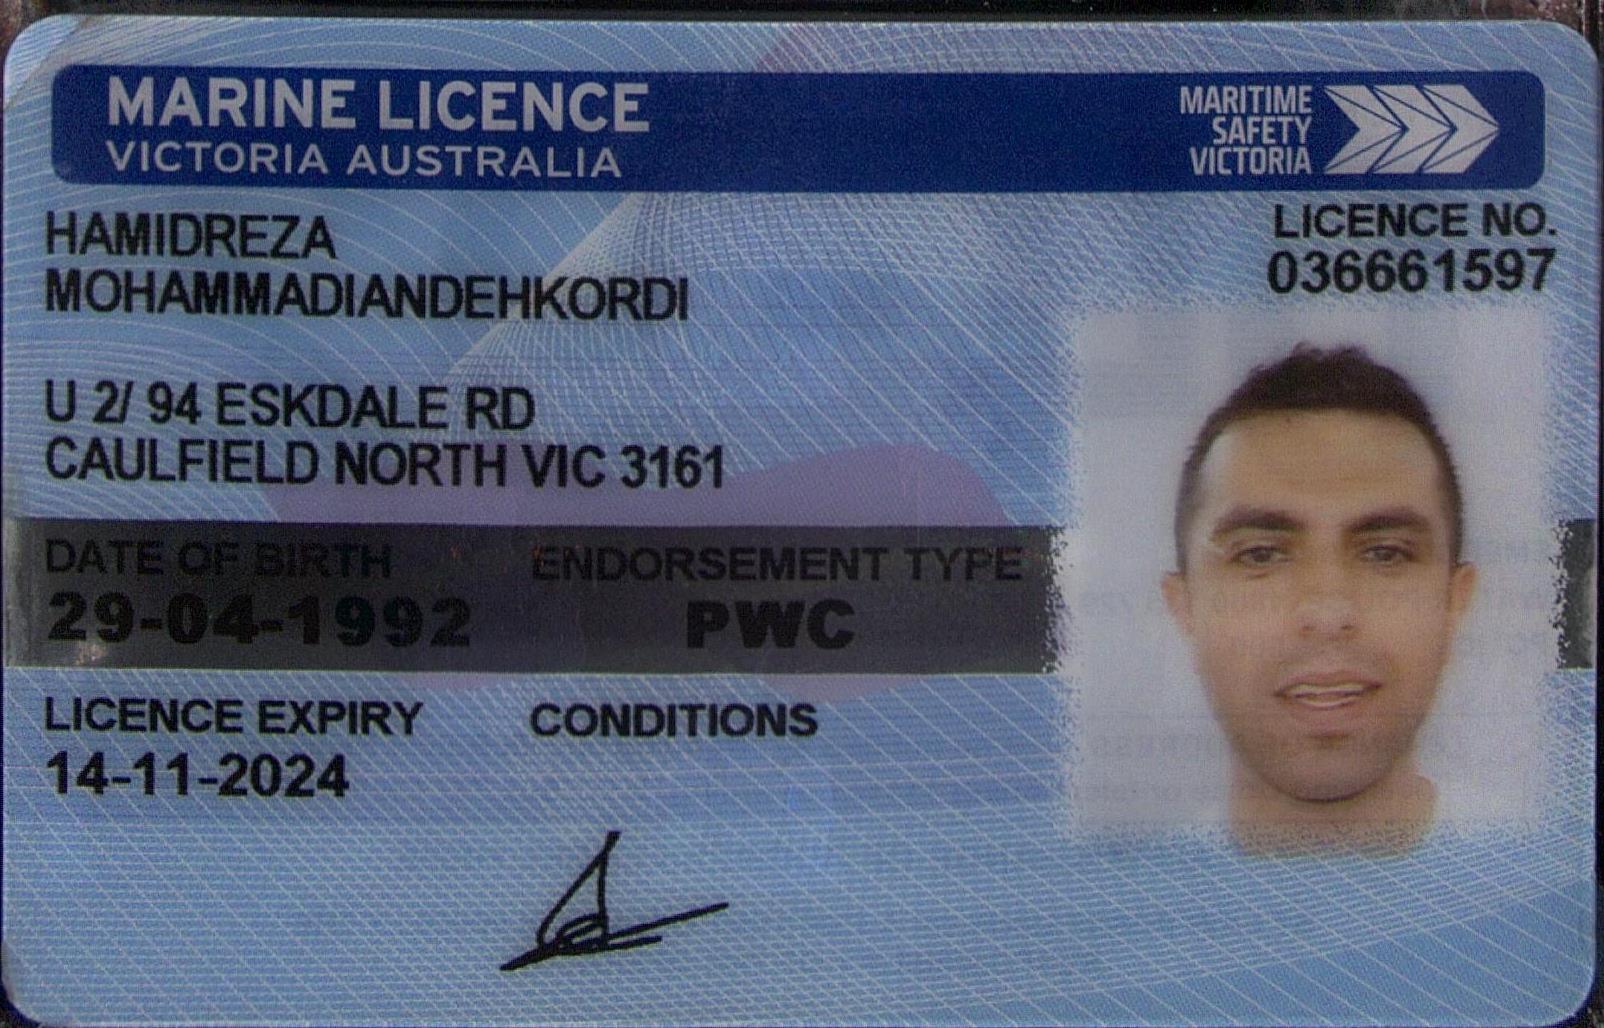 MARINE LICENCE
VICTORIA AUSTRALIA
MARITIME
SAFETY
VICTORIA
HAMIDREZA
MOHAMMADIANDEHKORDI
LICENCE NO.
036661597
U 2/ 94 ESKDALE RD
CAULFIELD NORTH VIC 3161
DATE OF BIRTH ENDORSEMENT TYPE
29-04-1992 PWC
LICENCE EXPIRY CONDITIONS
14-11-2024